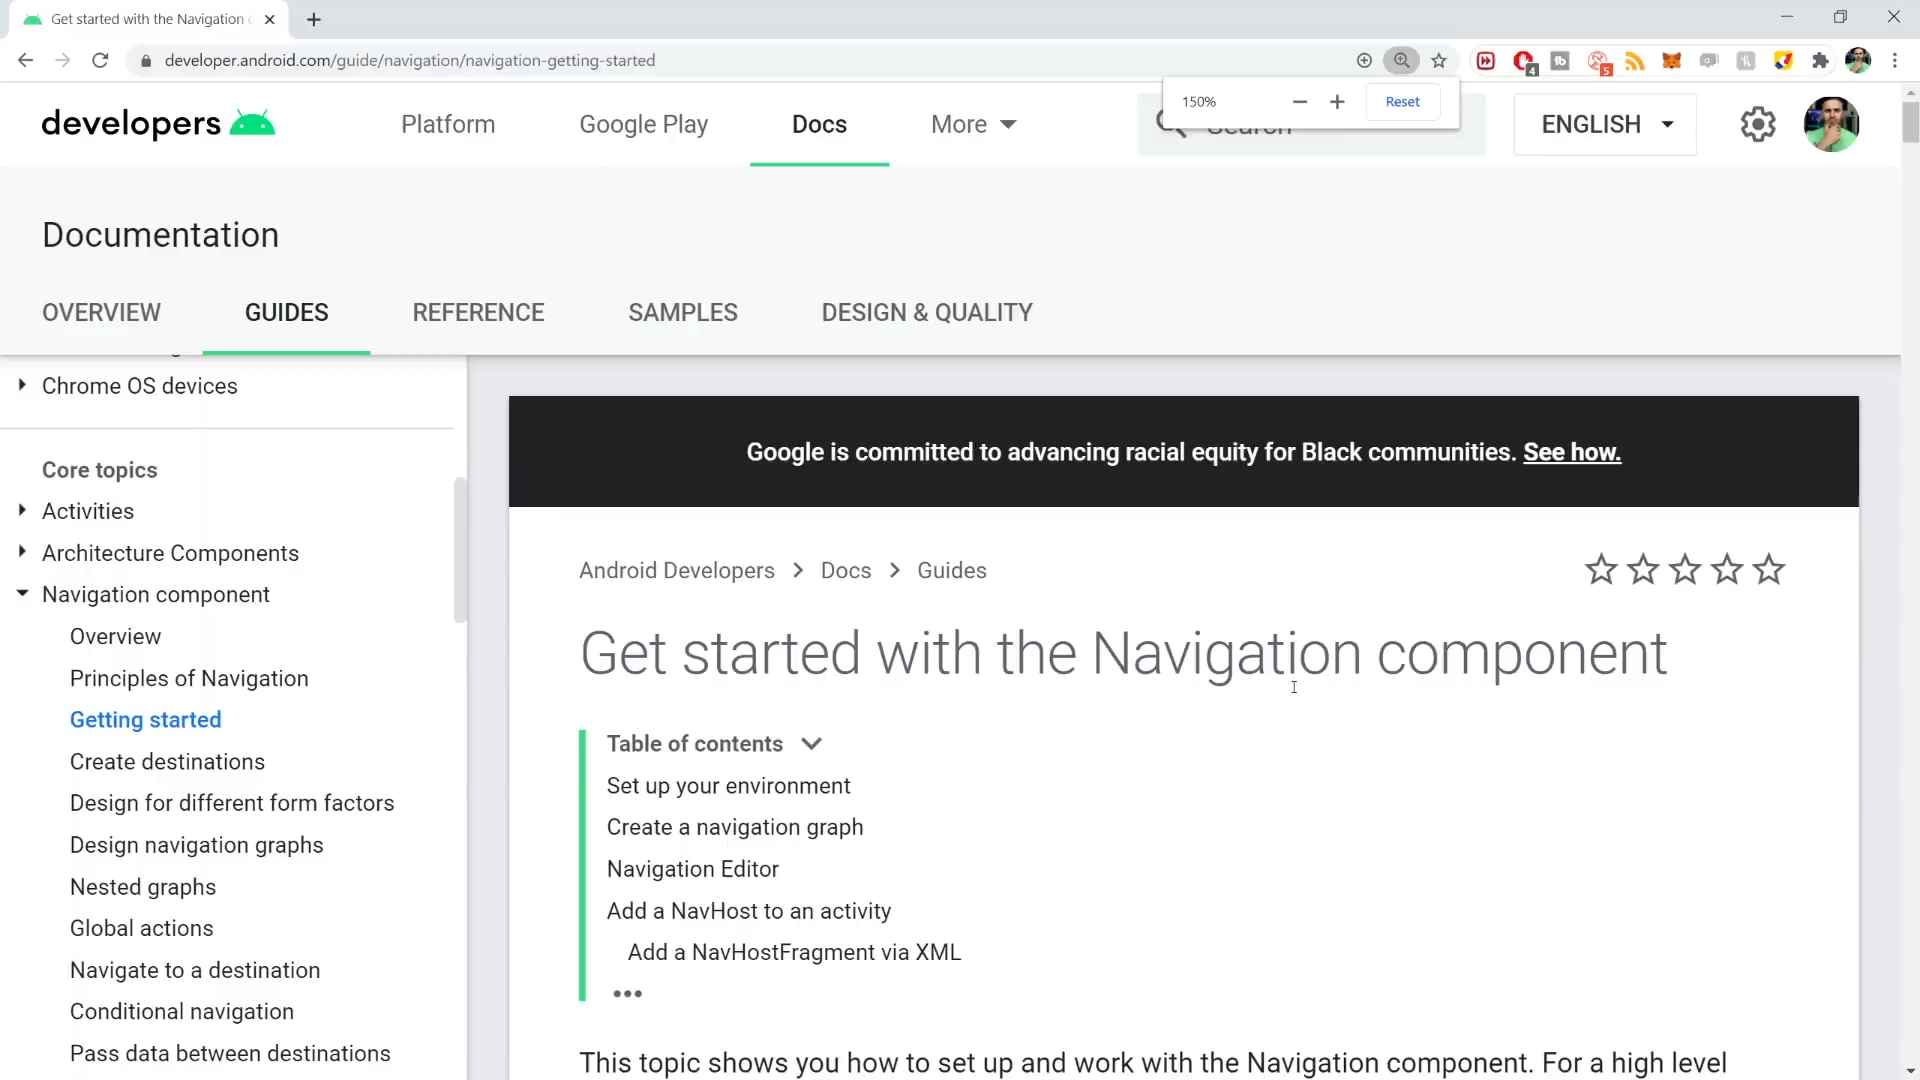 Get started with the Navigation c
developer.android.com/guide/navigation/navigation-getting-started
4
5
150%
Reset
developers
Platform
Google Play
Docs
More
Search
ENGLISH
Documentation
OVERVIEW
GUIDES
REFERENCE
SAMPLES
DESIGN & QUALITY
Chrome OS devices
Core topics
Activities
Architecture Components
Navigation component
Overview
Principles of Navigation
Getting started
Create destinations
Design for different form factors
Design navigation graphs
Nested graphs
Global actions
Navigate to a destination
Conditional navigation
Pass data between destinations
Google is committed to advancing racial equity for Black communities. See how.
Android Developers > Docs > Guides
Get started with the Navigation component
Table of contents
Set up your environment
Create a navigation graph
Navigation Editor
Add a NavHost to an activity
Add a NavHostFragment via XML
•••
This topic shows you how to set up and work with the Navigation component. For a high level